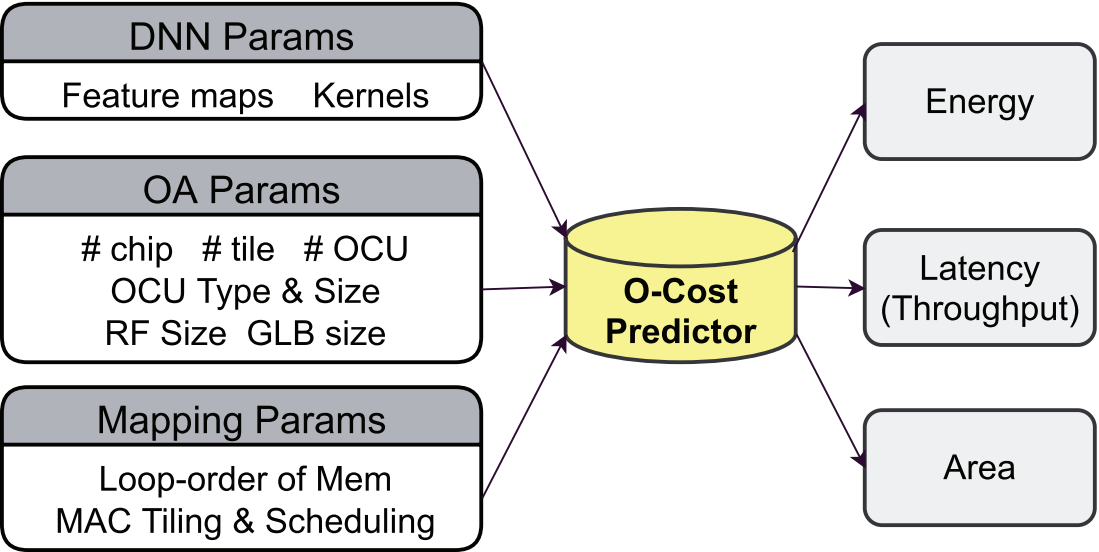 DNN Params
Feature maps Kernels
OA Params
# chip # tile # OCU
OCU Type & Size
RF Size GLB size
Mapping Params
Loop-order of Mem
MAC Tiling & Scheduling
O-Cost
Predictor
Energy
Latency
(Throughput)
Area